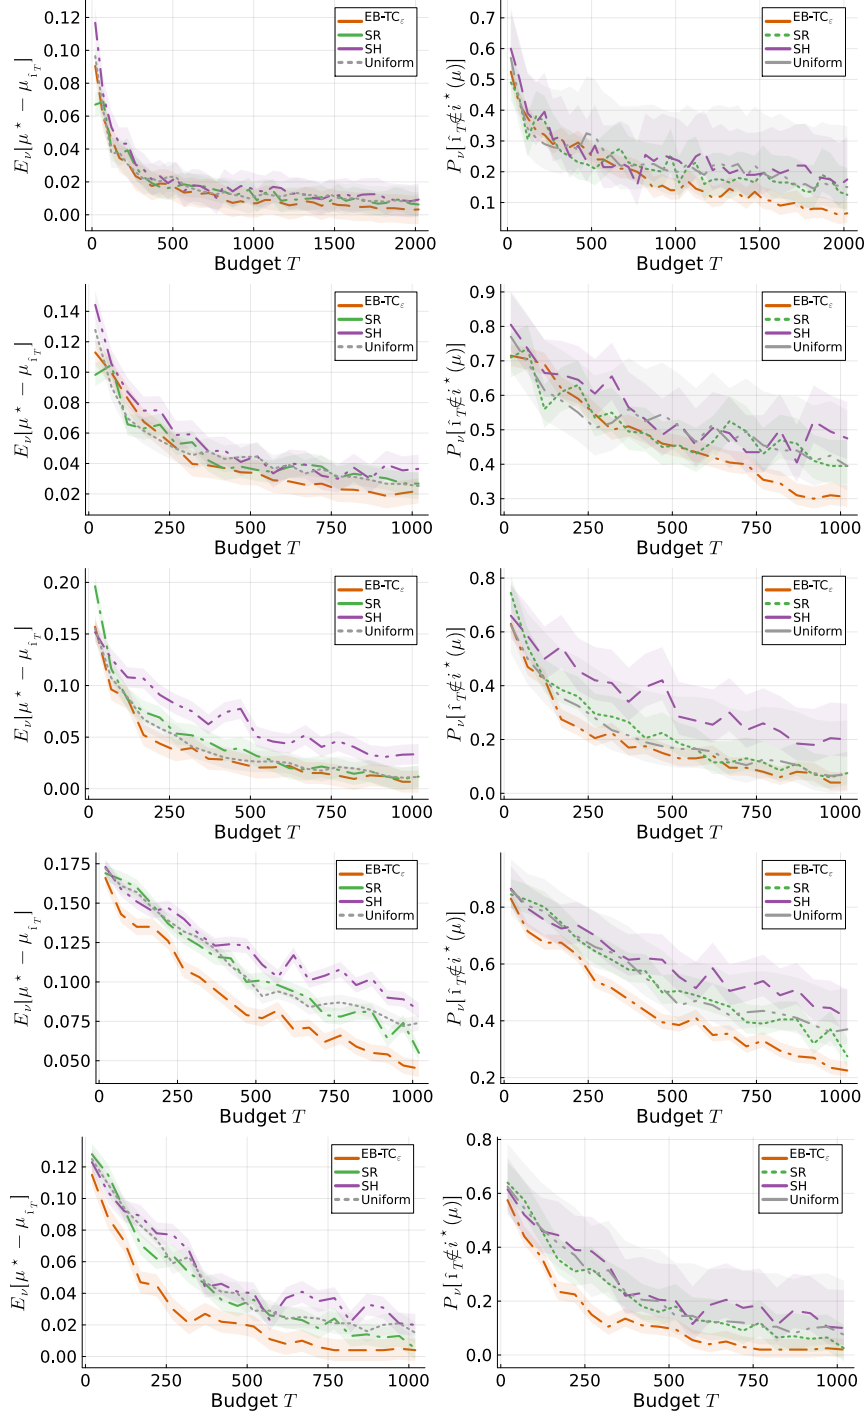 E_ν[μ* − μ_{î_T}]
0.12
0.10
0.08
0.06
0.04
0.02
0.00
0
500
1000
1500
2000
Budget T
EB-TC_ε
SR
SH
Uniform
P_ν[î_T ∉ i*(μ)]
0.7
0.6
0.5
0.4
0.3
0.2
0.1
0
500
1000
1500
2000
Budget T
EB-TC_ε
SR
SH
Uniform
E_ν[μ* − μ_{î_T}]
0.14
0.12
0.10
0.08
0.06
0.04
0.02
0
250
500
750
1000
Budget T
EB-TC_ε
SR
SH
Uniform
P_ν[î_T ∉ i*(μ)]
0.9
0.8
0.7
0.6
0.5
0.4
0.3
0
250
500
750
1000
Budget T
EB-TC_ε
SR
SH
Uniform
E_ν[μ* − μ_{î_T}]
0.20
0.15
0.10
0.05
0.00
0
250
500
750
1000
Budget T
EB-TC_ε
SR
SH
Uniform
P_ν[î_T ∉ i*(μ)]
0.8
0.6
0.4
0.2
0.0
0
250
500
750
1000
Budget T
EB-TC_ε
SR
SH
Uniform
E_ν[μ* − μ_{î_T}]
0.175
0.150
0.125
0.100
0.075
0.050
0
250
500
750
1000
Budget T
EB-TC_ε
SR
SH
Uniform
P_ν[î_T ∉ i*(μ)]
0.8
0.6
0.4
0.2
0
250
500
750
1000
Budget T
EB-TC_ε
SR
SH
Uniform
E_ν[μ* − μ_{î_T}]
0.12
0.10
0.08
0.06
0.04
0.02
0.00
0
250
500
750
1000
Budget T
EB-TC_ε
SR
SH
Uniform
P_ν[î_T ∉ i*(μ)]
0.8
0.6
0.4
0.2
0.0
0
250
500
750
1000
Budget T
EB-TC_ε
SR
SH
Uniform